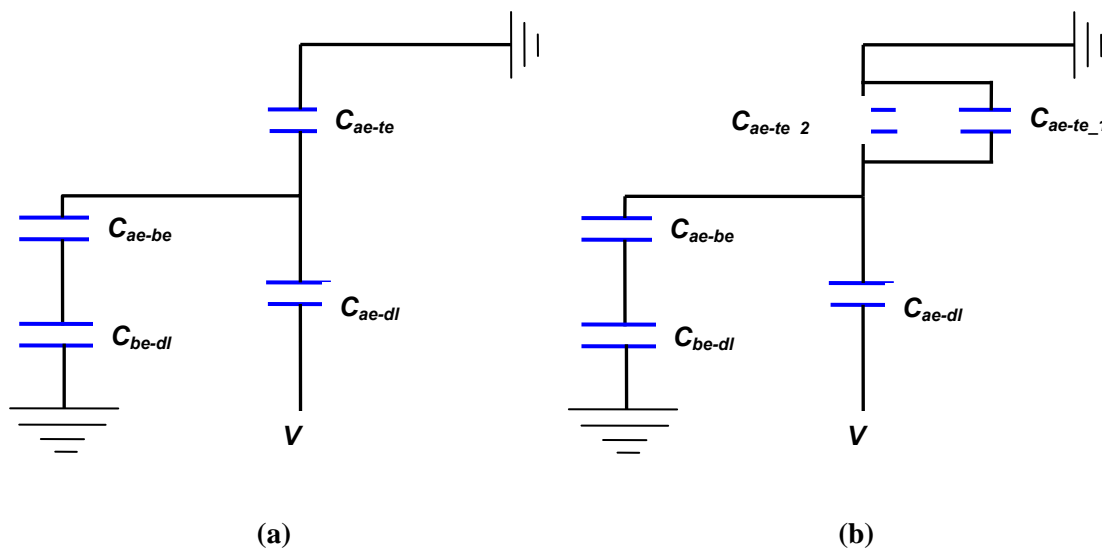 Cae-te
Cae-be
Cae-dl
Cbe-dl
V
(a)
Cae-te 2
Cae-te_1
Cae-be
Cae-dl
Cbe-dl
V
(b)